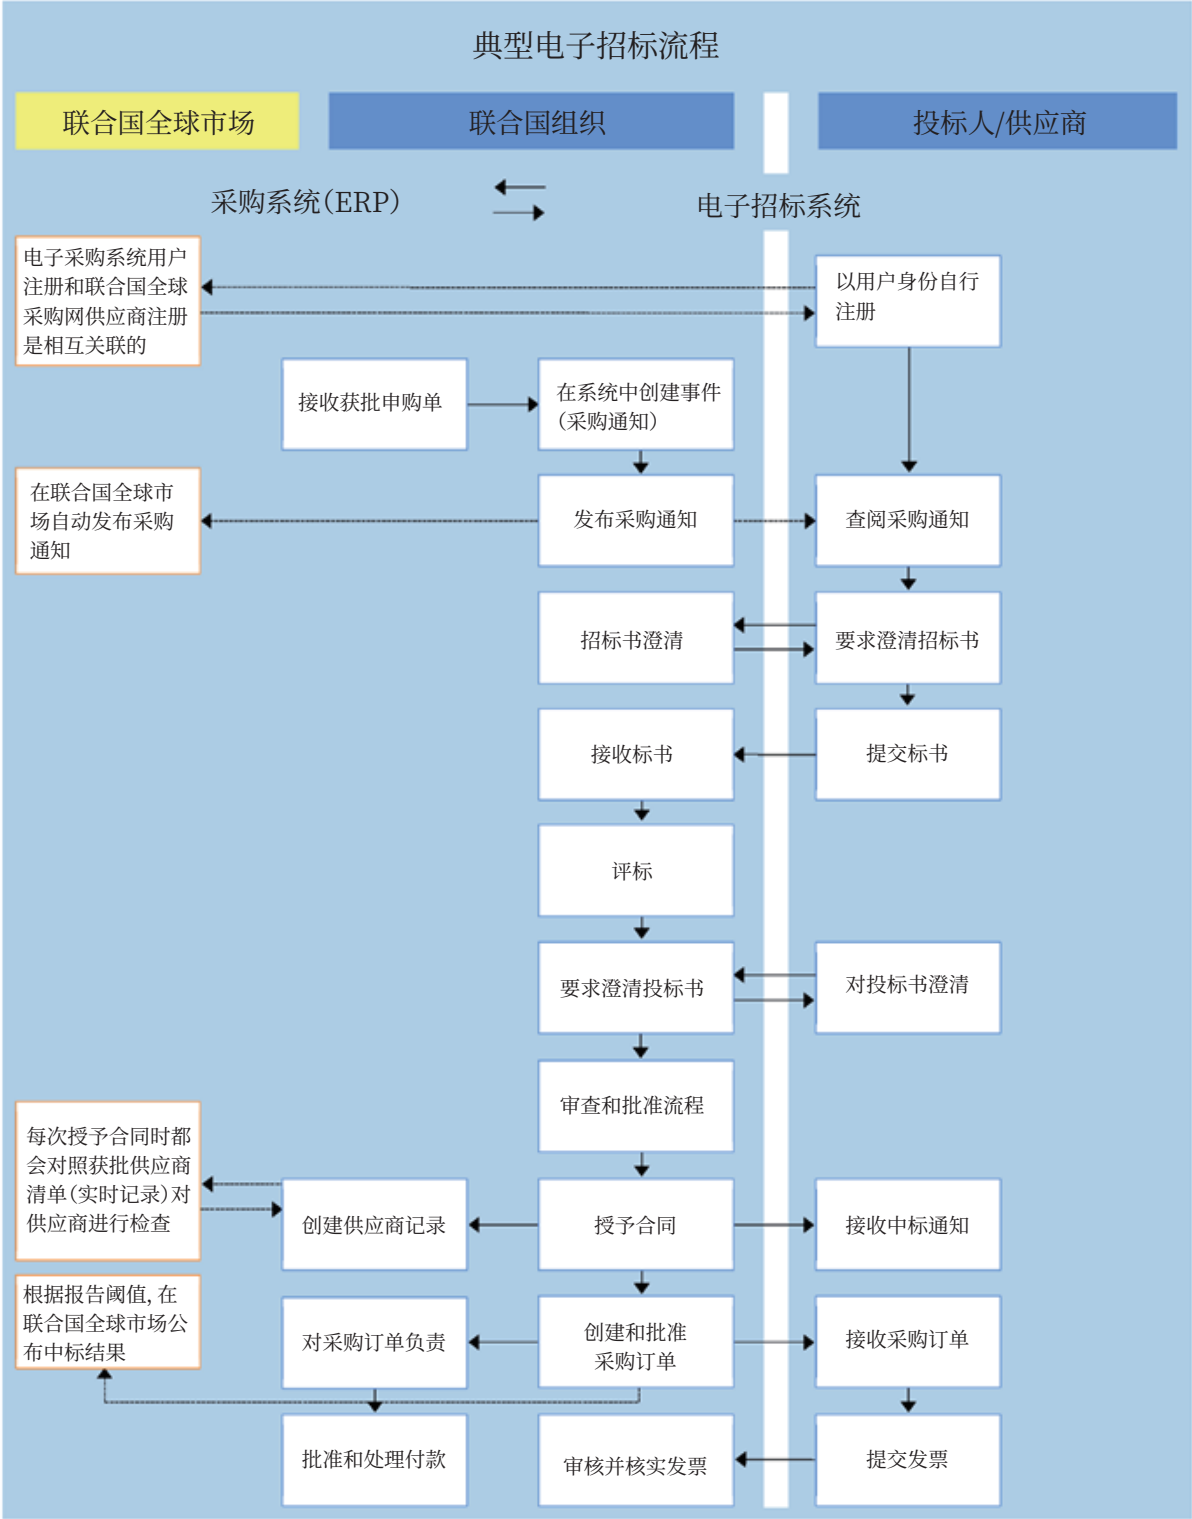 典型电子招标流程
联合国全球市场
联合国组织
投标人/供应商
采购系统(ERP)
电子招标系统
电子采购系统用户
注册和联合国全球
采购网供应商注册
是相互关联的
以用户身份自行
注册
接收获批申购单
在系统中创建事件
(采购通知)
在联合国全球市
场自动发布采购
通知
发布采购通知
查阅采购通知
招标书澄清
要求澄清招标书
接收标书
提交标书
评标
要求澄清投标书
对投标书澄清
审查和批准流程
每次授予合同时都
会对照获批供应商
清单(实时记录)对
供应商进行检查
创建供应商记录
授予合同
接收中标通知
根据报告阈值, 在
联合国全球市场公
布中标结果
对采购订单负责
创建和批准
采购订单
接收采购订单
批准和处理付款
审核并核实发票
提交发票